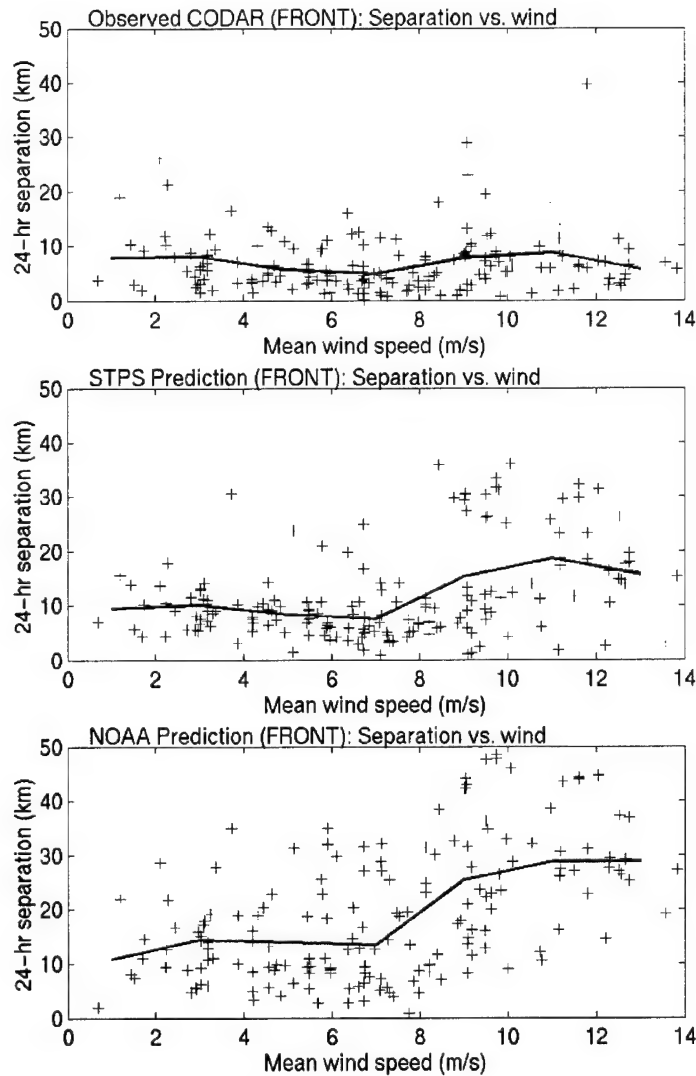 Observed CODAR (FRONT): Separation vs. wind
50
40
30
20
10
0
24-hr separation (km)
0 2 4 6 8 10 12 14
Mean wind speed (m/s)
STPS Prediction (FRONT): Separation vs. wind
50
40
30
20
10
0
24-hr separation (km)
0 2 4 6 8 10 12 14
Mean wind speed (m/s)
NOAA Prediction (FRONT): Separation vs. wind
50
40
30
20
10
0
24-hr separation (km)
0 2 4 6 8 10 12 14
Mean wind speed (m/s)